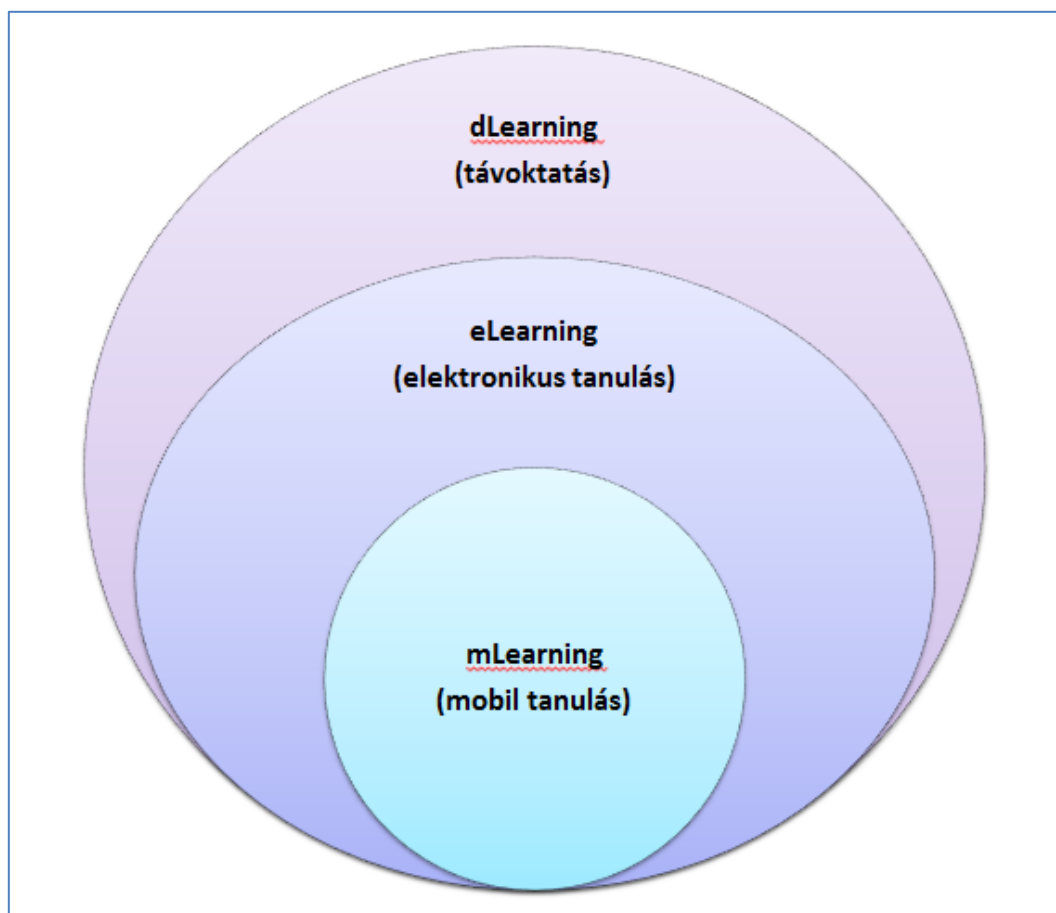 dLearning
(távoktatás)
eLearning
(elektronikus tanulás)
mLearning
(mobil tanulás)